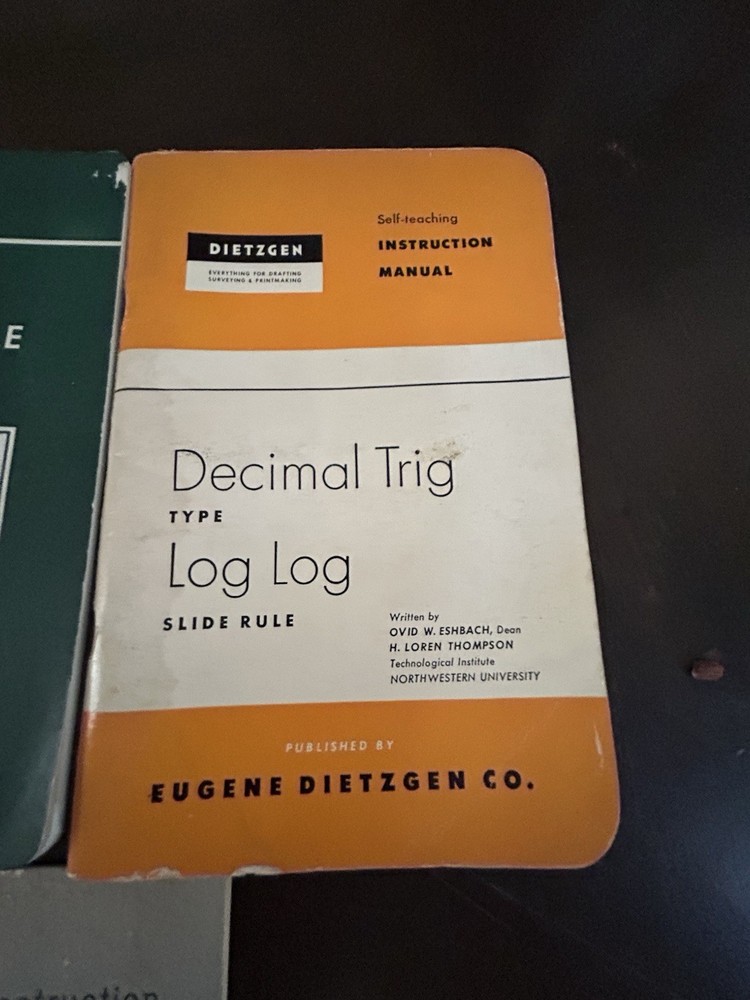 E
DIETZGEN
EVERYTHING FOR DRAFTING
SURVEYING & PRINTMAKING
Self-teaching
INSTRUCTION
MANUAL
Decimal Trig
TYPE
Log Log
SLIDE RULE
Written by
OVID W. ESHBACH, Dean
H. LOREN THOMPSON
Technological Institute
NORTHWESTERN UNIVERSITY
PUBLISHED BY
EUGENE DIETZGEN CO.